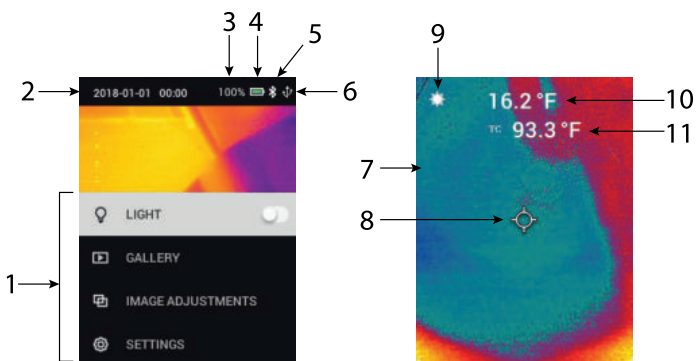 3 4 5
2 2018-01-01 00:00 100% 6
LIGHT
GALLERY
1
IMAGE ADJUSTMENTS
SETTINGS
9
16.2 °F 10
TC 93.3 °F 11
7
8